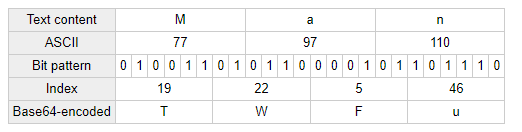 Text content M a n
ASCII 77 97 110
Bit pattern 0 1 0 0 1 1 0 1 0 1 1 0 0 0 0 1 0 1 1 0 1 1 1 0
Index 19 22 5 46
Base64-encoded T W F u